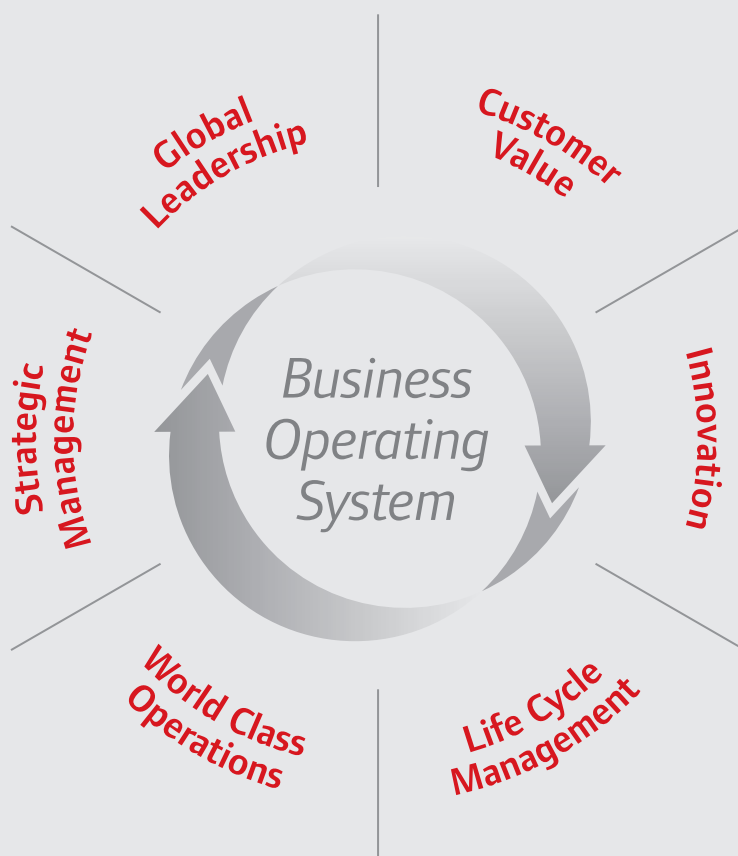 Global
Leadership
Customer
Value
Strategic
Management
Business
Operating
System
Innovation
World Class
Operations
Life Cycle
Management